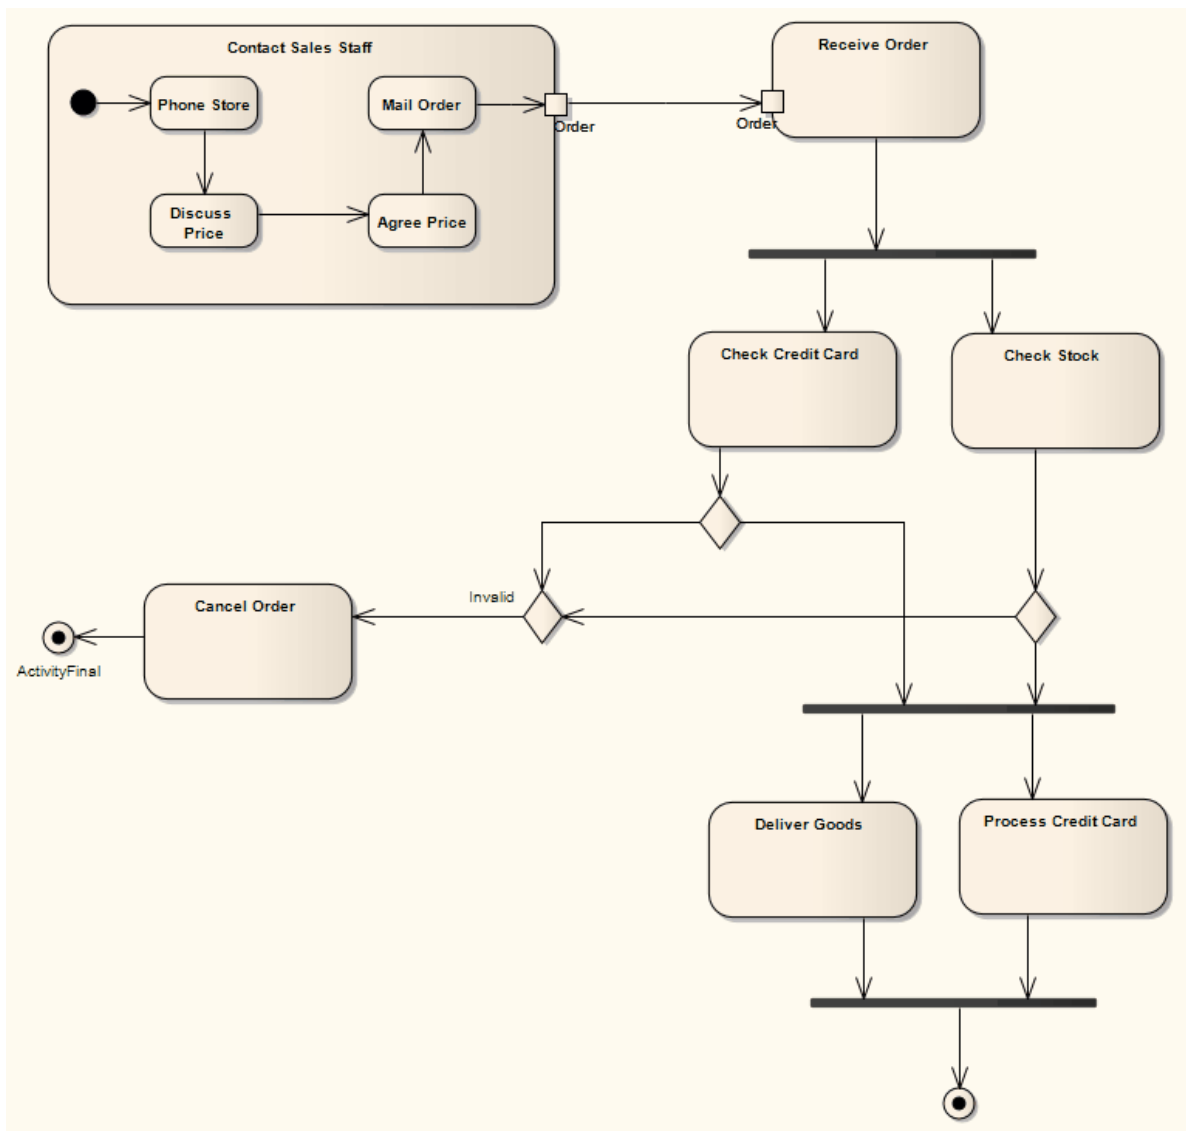 Contact Sales Staff
Receive Order
Phone Store
Mail Order
Order
Order
Discuss
Price
Agree Price
Check Credit Card
Check Stock
Invalid
Cancel Order
ActivityFinal
Deliver Goods
Process Credit Card